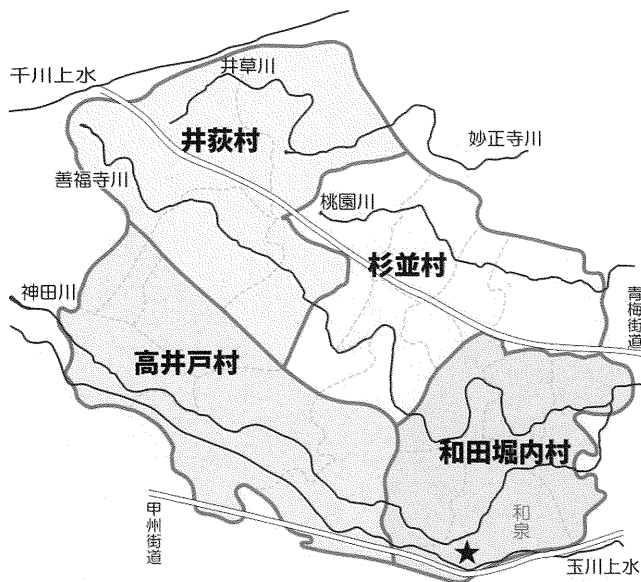 千川上水
井草川
井荻村
妙正寺川
善福寺川
桃園川
杉並村
神田川
青梅街道
高井戸村
和田堀内村
甲州街道
和泉
玉川上水